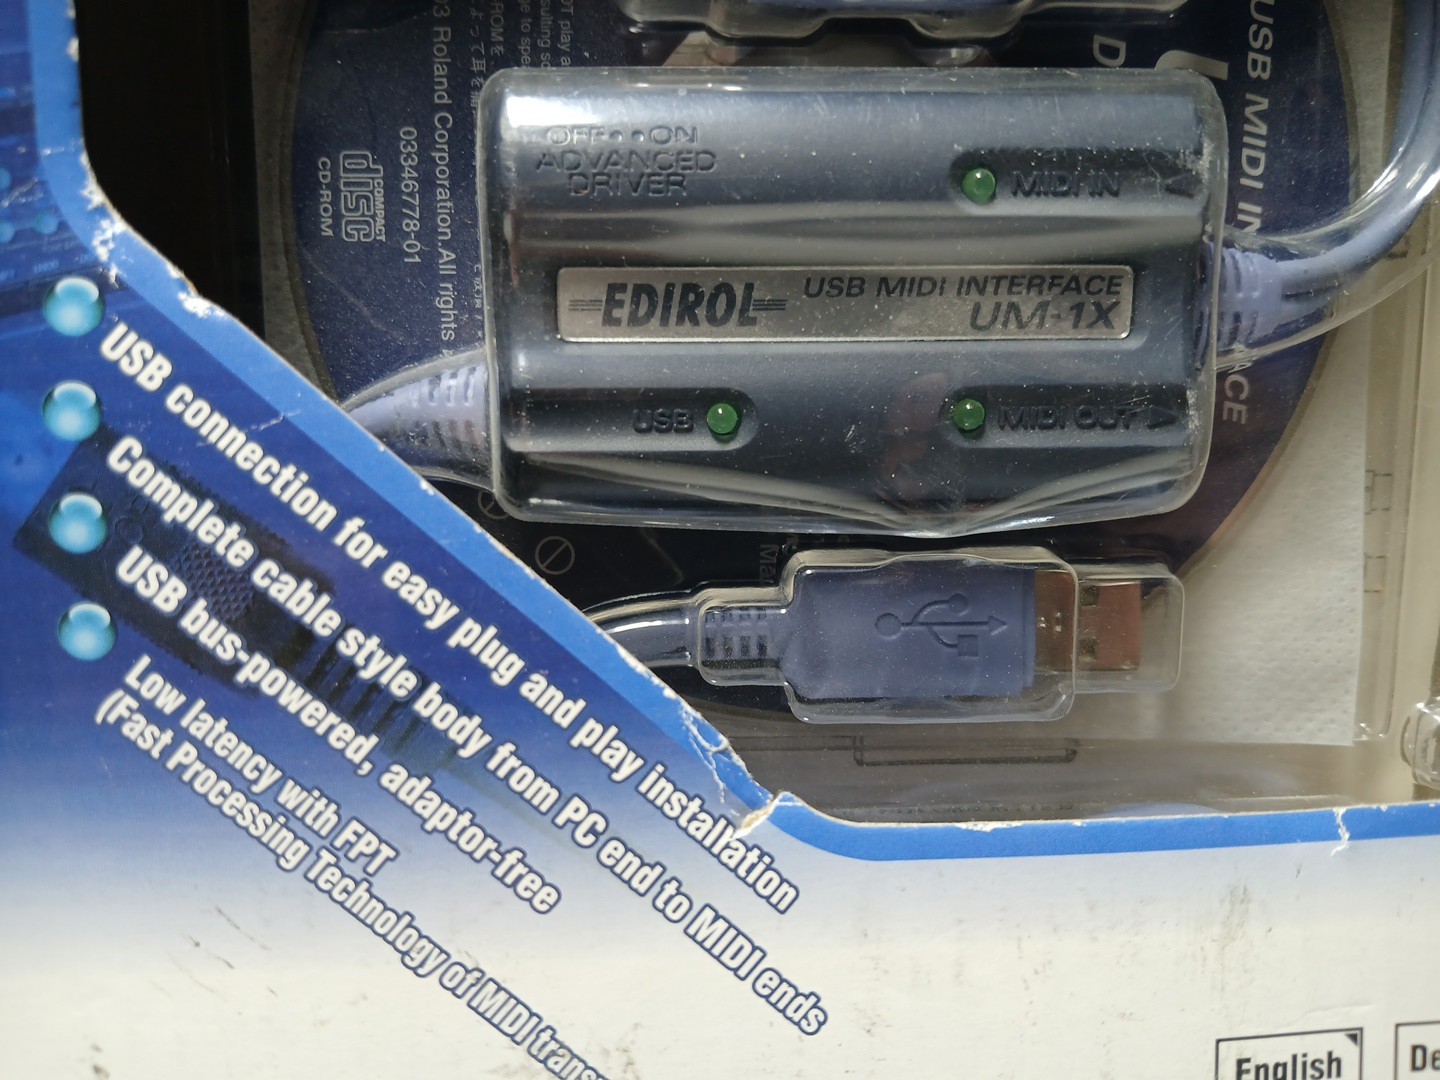 OFF •• ON
ADVANCED
DRIVER
MIDI IN
EDIROL
USB MIDI INTERFACE
UM-1X
USB
MIDI OUT
COMPACT
disc
CD-ROM
03346778-01
03 Roland Corporation. All rights
USB MIDI IN
ACE
USB connection for easy plug and play installation
Complete cable style body from PC end to MIDI ends
USB bus-powered, adaptor-free
Low latency with FPT
(Fast Processing Technology of MIDI
English
De